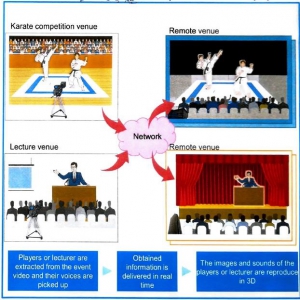 Karate competition venue
Remote venue
Network
Lecture venue
Remote venue
Players or lecturer are
extracted from the event
video and their voices are
picked up
Obtained
information is
delivered in real
time
The images and sounds of the
players or lecturer are reproduce
in 3D